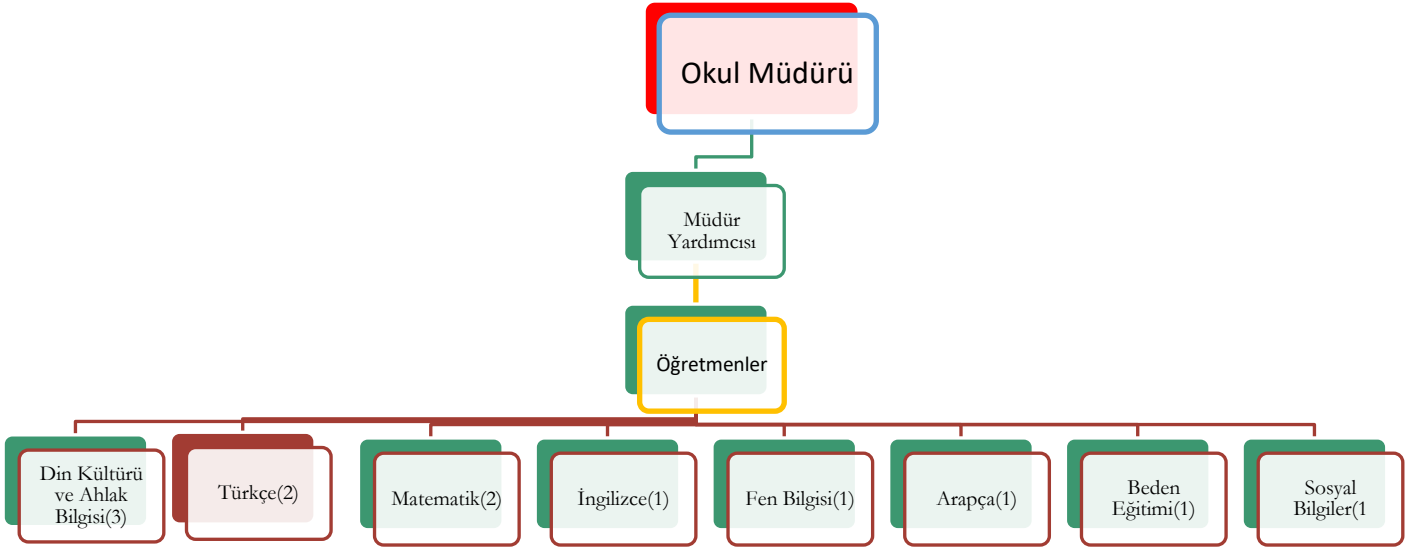 Okul Müdürü
Müdür
Yardımcısı
Öğretmenler
Din Kültürü
ve Ahlak
Bilgisi(3)
Türkçe(2)
Matematik(2)
İngilizce(1)
Fen Bilgisi(1)
Arapça(1)
Beden
Eğitimi(1)
Sosyal
Bilgiler(1